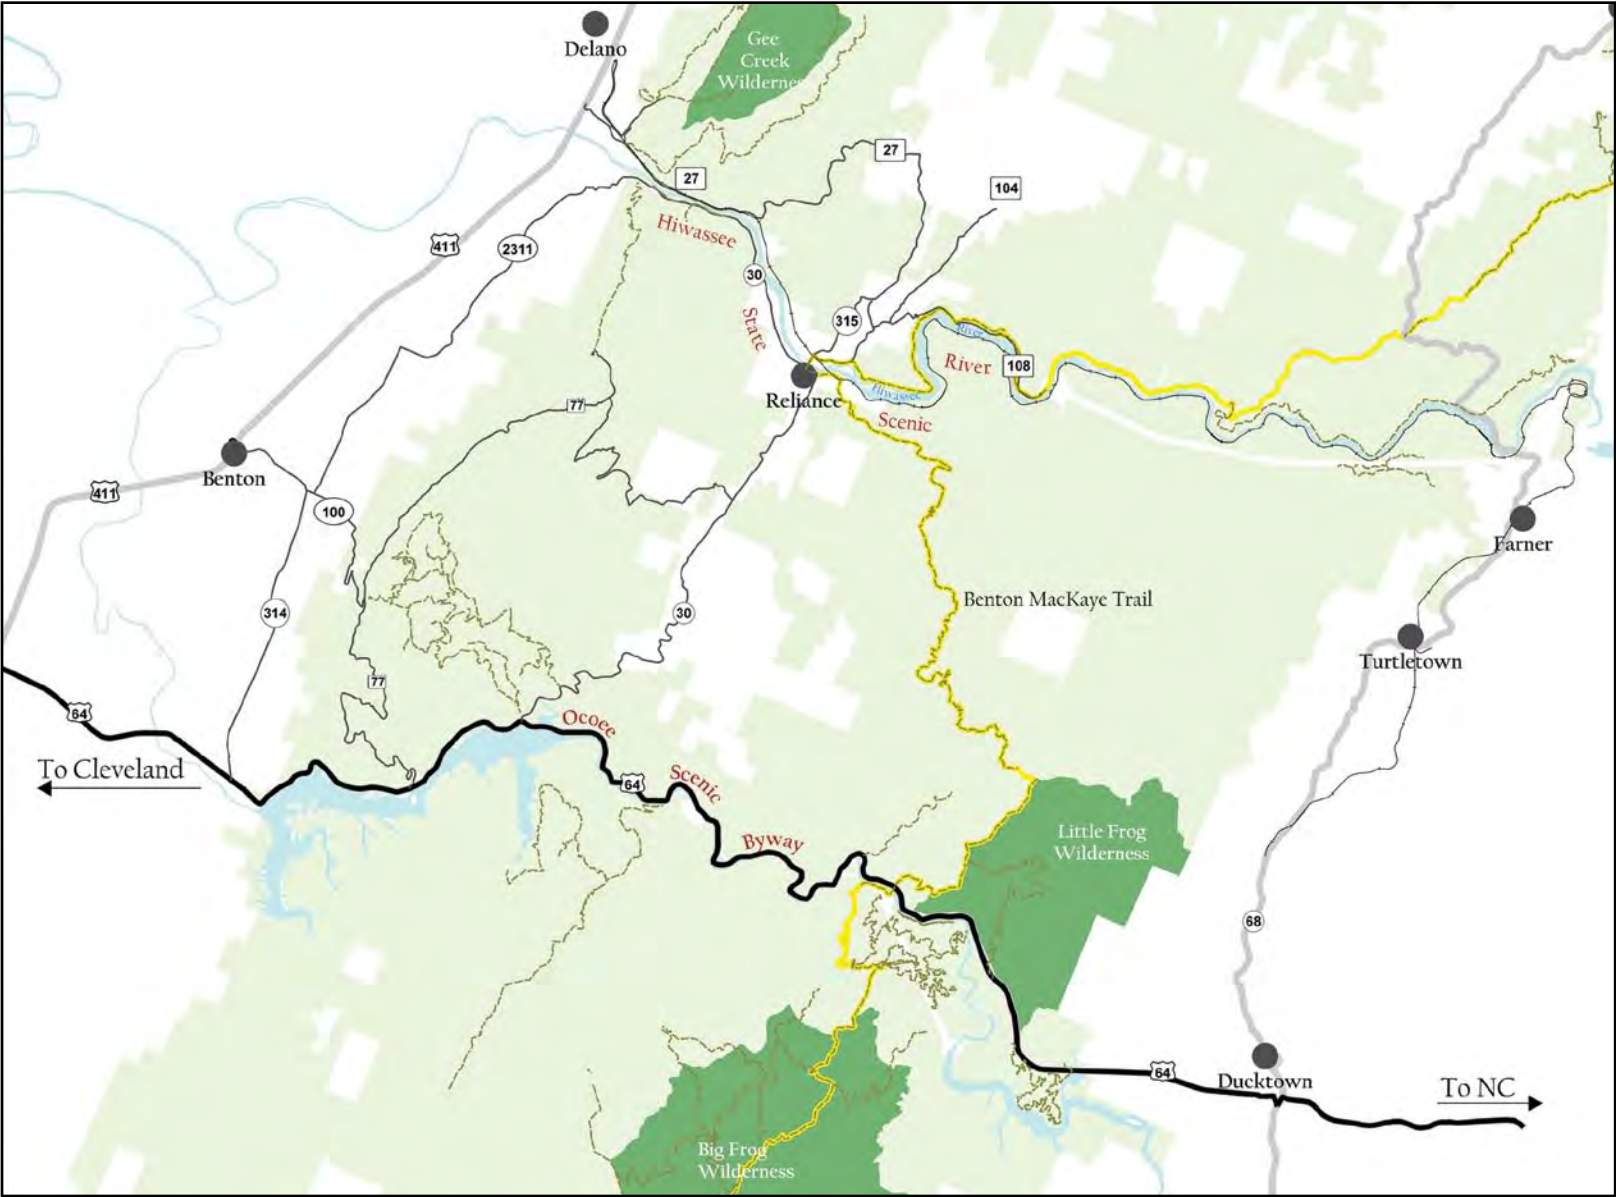 Delano
Gee
Creek
Wilderness
27
27
104
Hiwassee
411
2311
30
State
315
River
River
108
Reliance
Hiwassee
Scenic
77
Benton
411
100
Farner
Benton MacKaye Trail
314
30
Turtletown
77
64
Ocoee
To Cleveland
64
Scenic
Byway
Little Frog
Wilderness
68
64
Ducktown
To NC
Big Frog
Wilderness